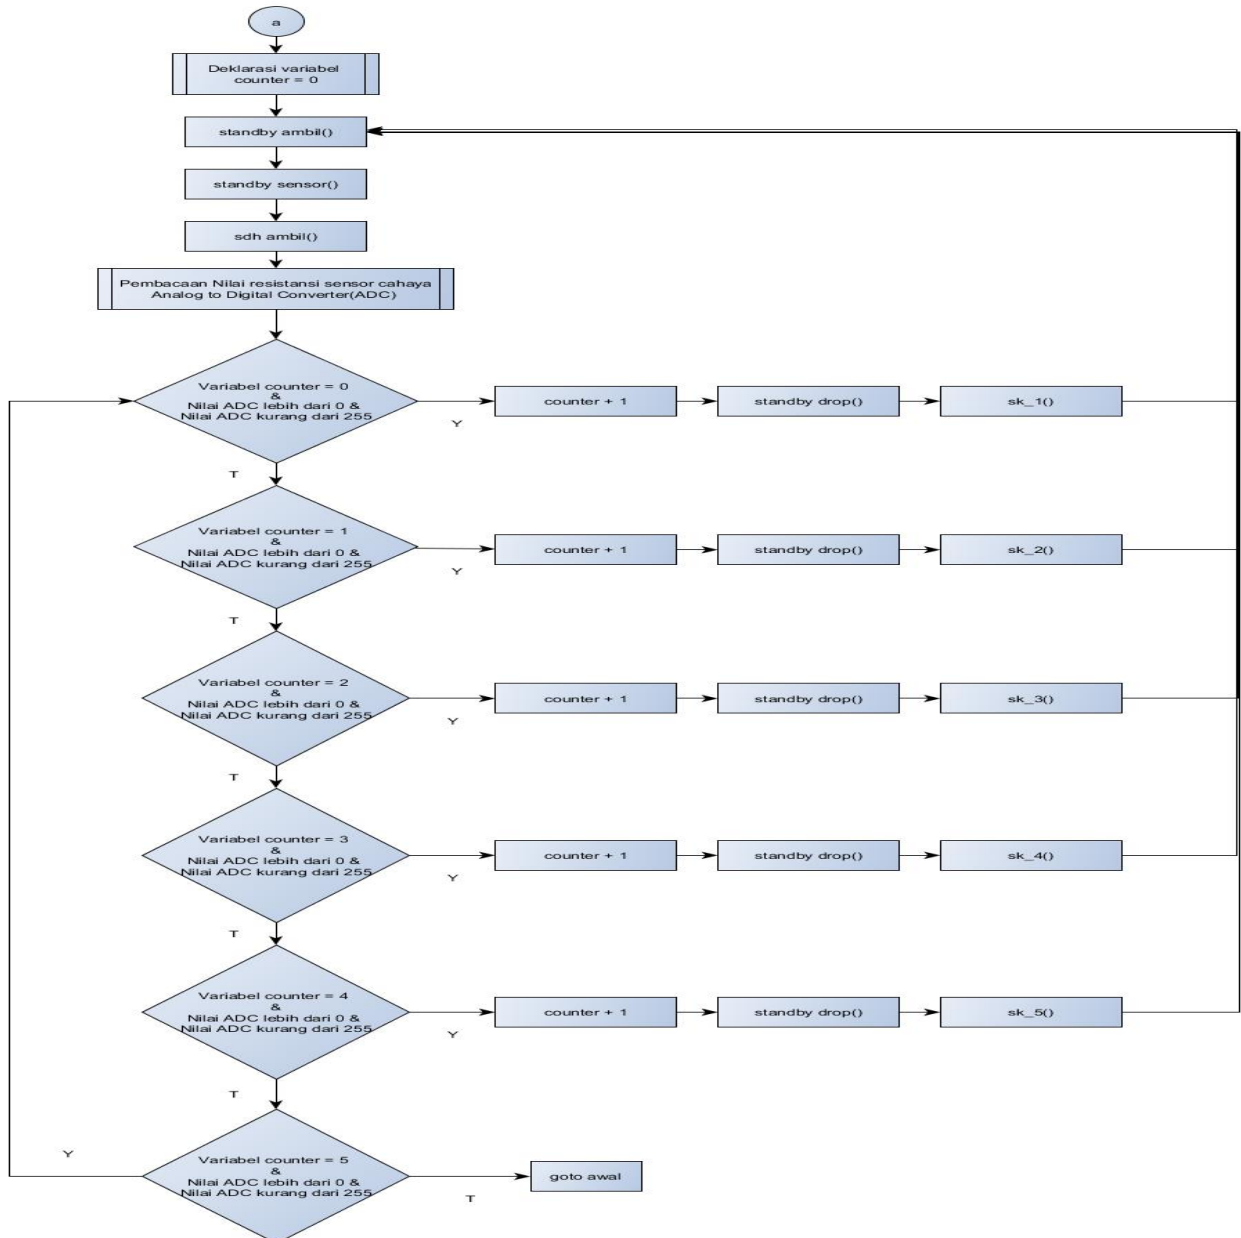 a
Deklarasi variabel
counter = 0
standby ambil()
standby sensor()
sdh ambil()
Pembacaan Nilai resistansi sensor cahaya
Analog to Digital Converter(ADC)
Variabel counter = 0
&
Nilai ADC lebih dari 0 &
Nilai ADC kurang dari 255
Y
counter + 1
standby drop()
sk_1()
T
Variabel counter = 1
&
Nilai ADC lebih dari 0 &
Nilai ADC kurang dari 255
Y
counter + 1
standby drop()
sk_2()
T
Variabel counter = 2
&
Nilai ADC lebih dari 0 &
Nilai ADC kurang dari 255
Y
counter + 1
standby drop()
sk_3()
T
Variabel counter = 3
&
Nilai ADC lebih dari 0 &
Nilai ADC kurang dari 255
Y
counter + 1
standby drop()
sk_4()
T
Variabel counter = 4
&
Nilai ADC lebih dari 0 &
Nilai ADC kurang dari 255
Y
counter + 1
standby drop()
sk_5()
T
Y
Variabel counter = 5
&
Nilai ADC lebih dari 0 &
Nilai ADC kurang dari 255
T
goto awal